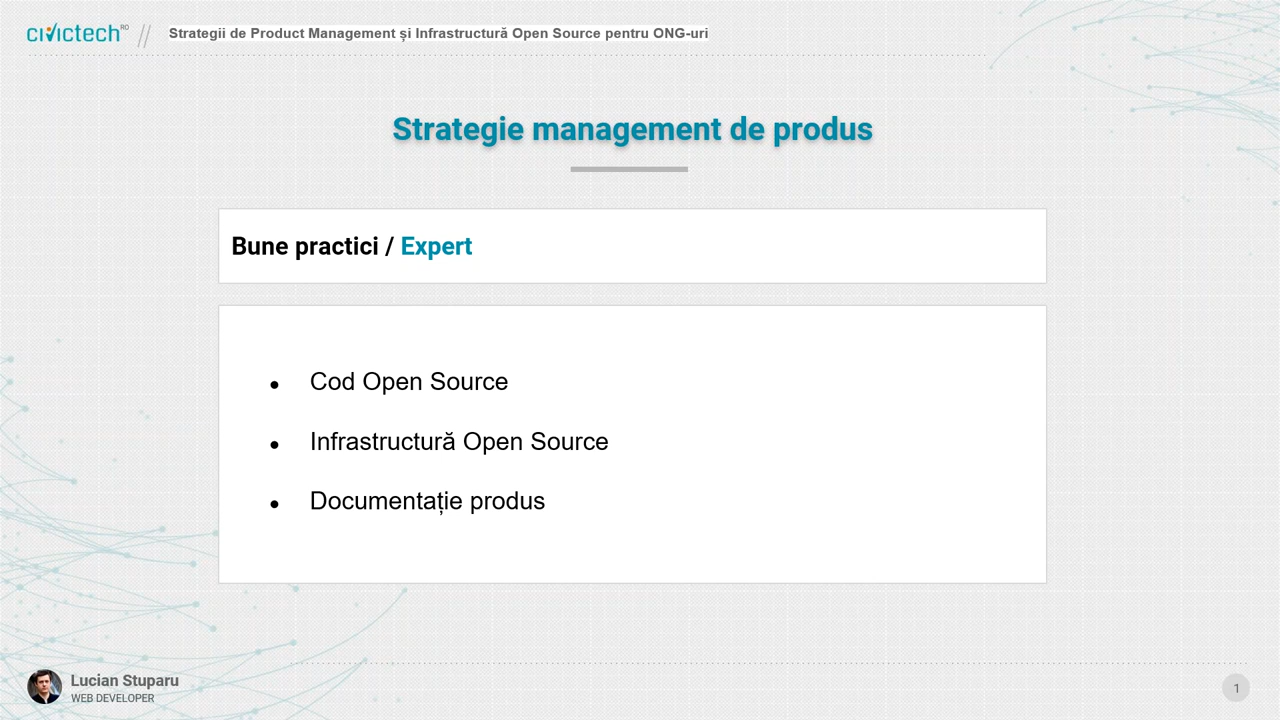 civictech RO // Strategii de Product Management și Infrastructură Open Source pentru ONG-uri
Strategie management de produs
Bune practici / Expert
● Cod Open Source
● Infrastructură Open Source
● Documentație produs
Lucian Stuparu
WEB DEVELOPER
1